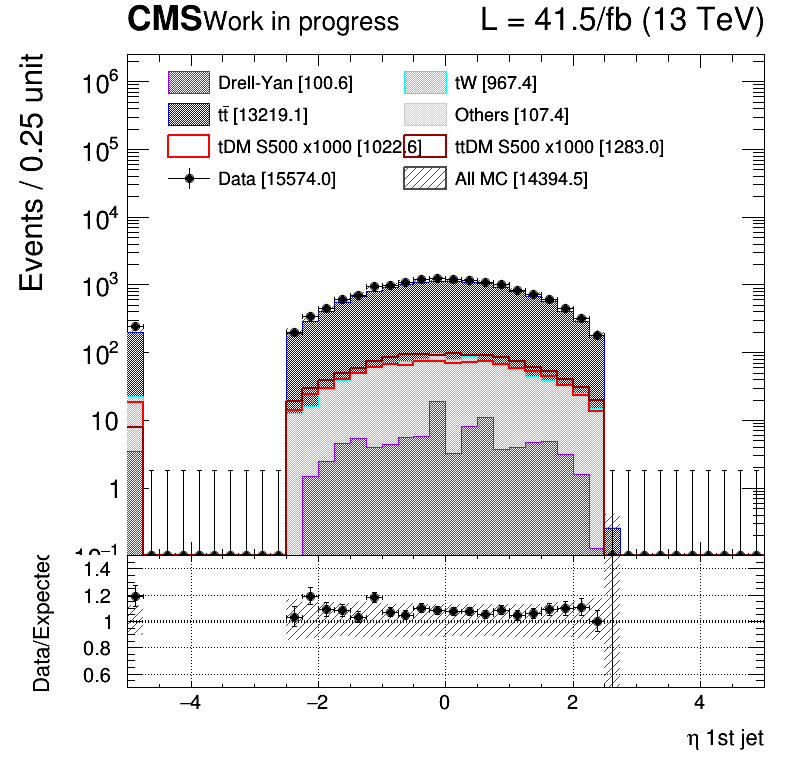 CMS Work in progress L = 41.5/fb (13 TeV)
Events / 0.25 unit
Drell-Yan [100.6] tW [967.4]
tt̄ [13219.1] Others [107.4]
tDM S500 x1000 [1022.6] ttDM S500 x1000 [1283.0]
Data [15574.0] All MC [14394.5]
10⁶
10⁵
10⁴
10³
10²
10
1
10⁻¹
Data/Expected
1.4
1.2
1
0.8
0.6
−4 −2 0 2 4
η 1st jet